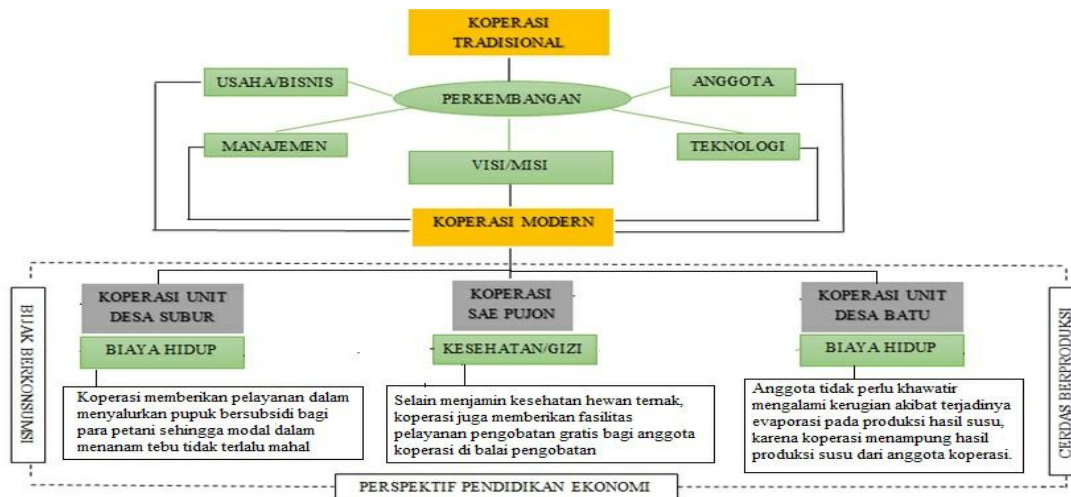 KOPERASI
TRADISIONAL
USAHA/BISNIS
ANGGOTA
PERKEMBANGAN
MANAJEMEN
TEKNOLOGI
VISI/MISI
KOPERASI MODERN
BIJAK BERKONSUMSI
KOPERASI UNIT
DESA SUBUR
BIAYA HIDUP
Koperasi memberikan pelayanan dalam
menyalurkan pupuk bersubsidi bagi
para petani sehingga modal dalam
menanam tebu tidak terlalu mahal
KOPERASI
SAE PUJON
KESEHATAN/GIZI
Selain menjamin kesehatan hewan ternak,
koperasi juga memberikan fasilitas
pelayanan pengobatan gratis bagi anggota
koperasi di balai pengobatan
KOPERASI UNIT
DESA BATU
BIAYA HIDUP
Anggota tidak perlu khawatir
mengalami kerugian akibat terjadinya
evaporasi pada produksi hasil susu,
karena koperasi menampung hasil
produksi susu dari anggota koperasi.
CERDAS BERPRODUKSI
PERSPEKTIF PENDIDIKAN EKONOMI